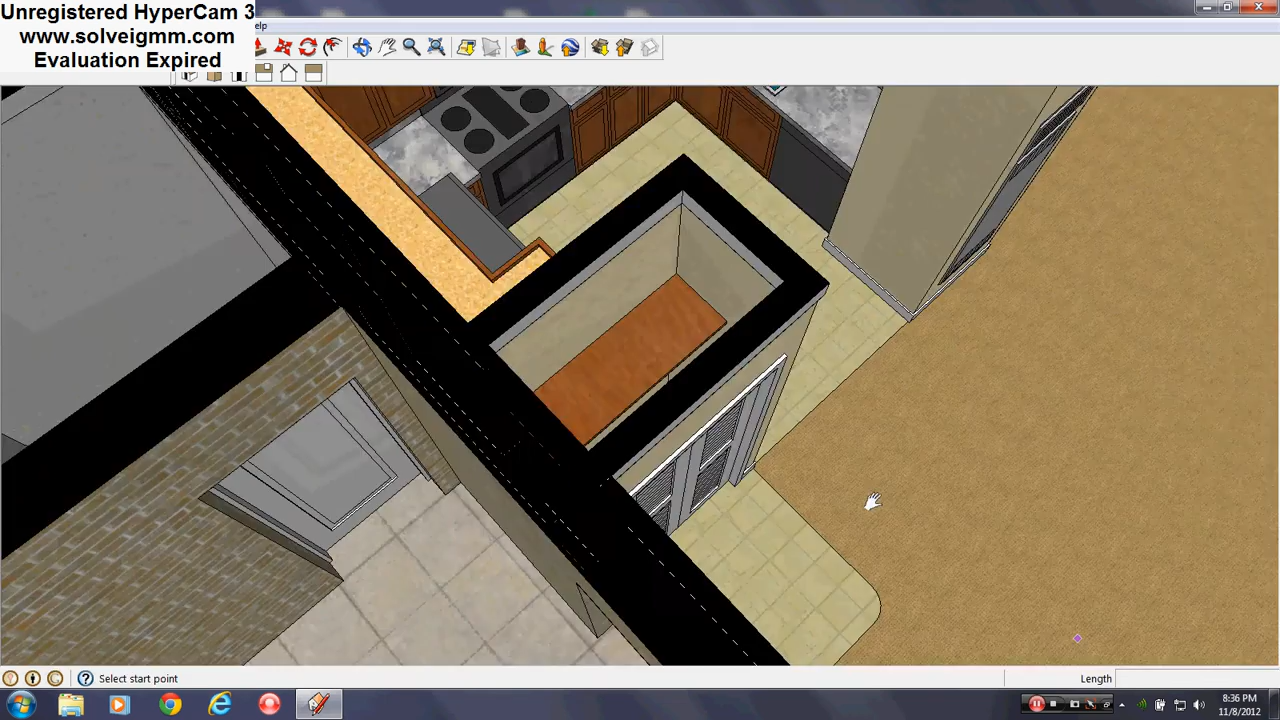 Unregistered HyperCam 3
www.solveigmm.com
Evaluation Expired
elp
Select start point
Length
8:36 PM
11/8/2012